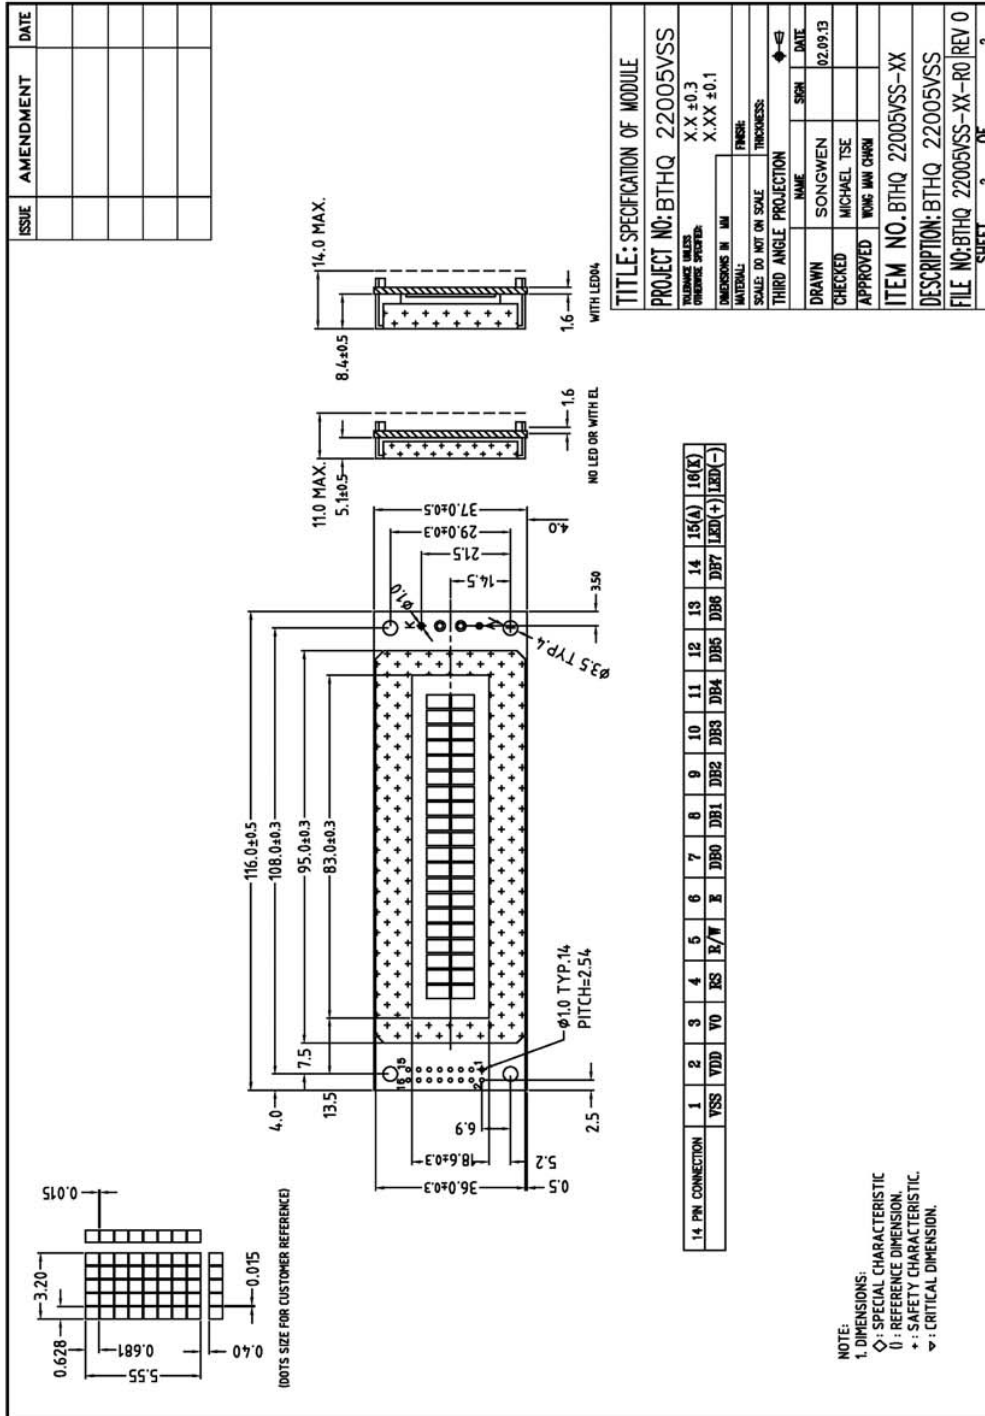 ISSUE AMENDMENT DATE
0.628 3.20 0.015
0.681
5.55
0.40 0.015
(DOTS SIZE FOR CUSTOMER REFERENCE)
116.0±0.5
4.0 108.0±0.3
7.5 95.0±0.3
13.5 83.0±0.3
36.0±0.3
18.6±0.3
6.9
5.2
0.5
2.5
16 15
2 1
Ø1.0 TYP.14
PITCH=2.54
K
Ø1.0
A
Ø3.5 TYP.4
14.5
21.5
29.0±0.3
37.0±0.5
4.0
3.50
11.0 MAX.
5.1±0.5
1.6
NO LED OR WITH EL
14.0 MAX.
8.4±0.5
1.6
WITH LED04
14 PIN CONNECTION 1 2 3 4 5 6 7 8 9 10 11 12 13 14 15(A) 16(K)
VSS VDD V0 RS R/W E DB0 DB1 DB2 DB3 DB4 DB5 DB6 DB7 LED(+) LED(-)
NOTE:
1. DIMENSIONS:
◇: SPECIAL CHARACTERISTIC
(): REFERENCE DIMENSION.
+ : SAFETY CHARACTERISTIC.
▽: CRITICAL DIMENSION.
TITLE: SPECIFICATION OF MODULE
PROJECT NO: BTHQ 22005VSS
TOLERANCE UNLESS X.X ±0.3
OTHERWISE SPECIFIED: X.XX ±0.1
DIMENSIONS IN MM
MATERIAL: FINISH:
SCALE: DO NOT ON SCALE THICKNESS:
THIRD ANGLE PROJECTION
NAME SIGN DATE
DRAWN SONGWEN 02.09.13
CHECKED MICHAEL TSE
APPROVED WONG MAN CHARM
ITEM NO. BTHQ 22005VSS-XX
DESCRIPTION: BTHQ 22005VSS
FILE NO: BTHQ 22005VSS-XX-R0 REV 0
SHEET 2 OF 2